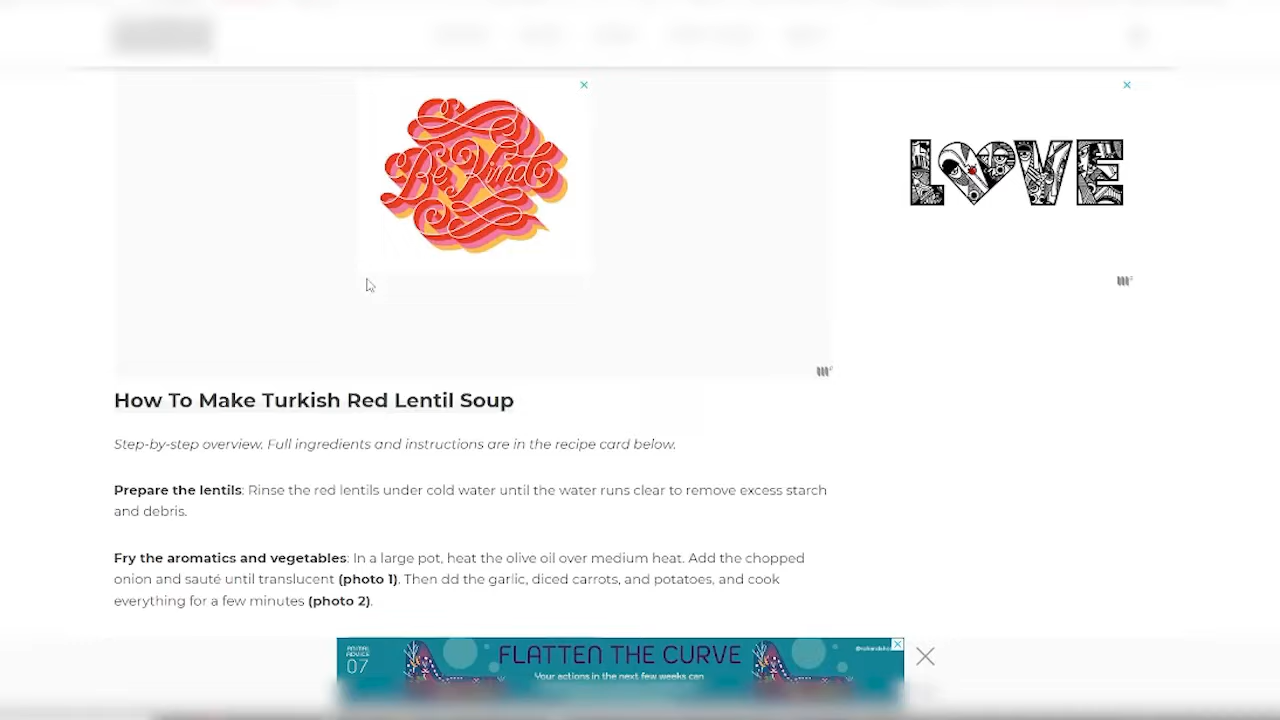 Be Kind
LOVE
How To Make Turkish Red Lentil Soup
Step-by-step overview. Full ingredients and instructions are in the recipe card below.
Prepare the lentils: Rinse the red lentils under cold water until the water runs clear to remove excess starch
and debris.
Fry the aromatics and vegetables: In a large pot, heat the olive oil over medium heat. Add the chopped
onion and sauté until translucent (photo 1). Then dd the garlic, diced carrots, and potatoes, and cook
everything for a few minutes (photo 2).
ANIMAL
ADVICE
07
FLATTEN THE CURVE
Your actions in the next few weeks can